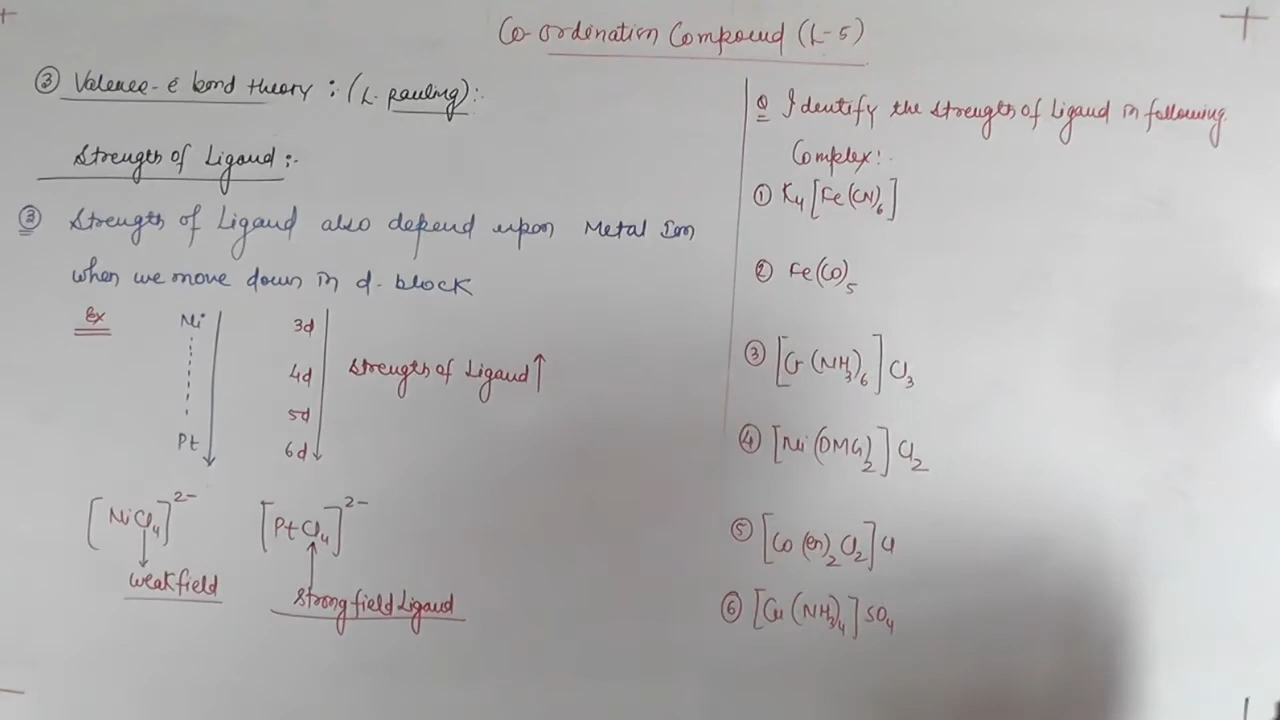 Co-ordination Compound (L-5)
③ Valence-e bond theory :(L. pauling):
Strength of Ligand:-
③ Strength of Ligand also depend upon Metal Ion
when we move down in d-block
Ex
Ni
Pt
3d
4d
5d
6d
Strength of Ligand ↑
[NiCl₄]²⁻
weak field
[PtCl₄]²⁻
Strong field Ligand
Q Identify the strength of Ligand in following
Complex:
① K₄[Fe(CN)₆]
② Fe(CO)₅
③ [Cr(NH₃)₆]Cl₃
④ [Ni(DMG)₂]Cl₂
⑤ [Co(en)₂Cl₂]Cl
⑥ [Cu(NH₃)₄]SO₄